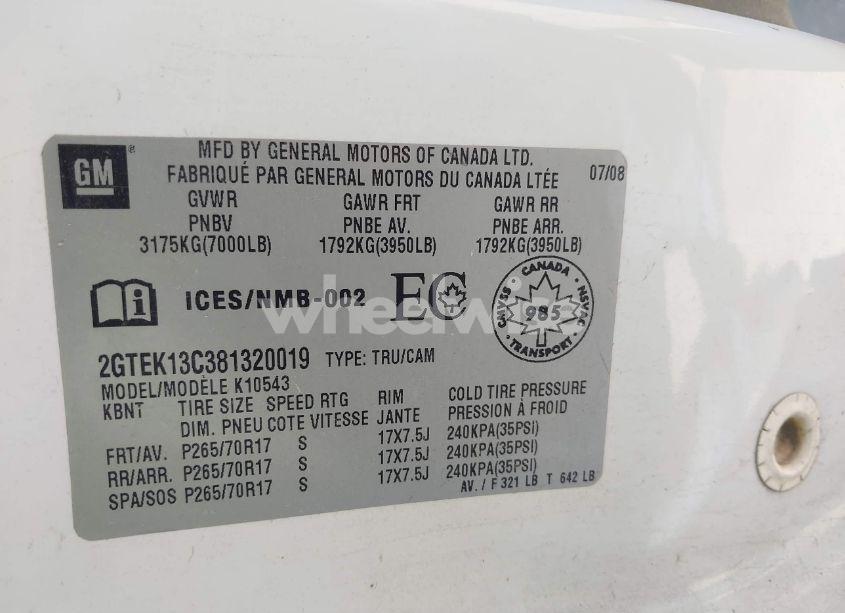 GM
MFD BY GENERAL MOTORS OF CANADA LTD.
FABRIQUÉ PAR GENERAL MOTORS DU CANADA LTÉE
07/08
GVWR GAWR FRT GAWR RR
PNBV PNBE AV. PNBE ARR.
3175KG(7000LB) 1792KG(3950LB) 1792KG(3950LB)
ICES/NMB-002 EC
CANADA
CMVSS NSVAC
985
TRANSPORT
wheelwire
2GTEK13C381320019 TYPE: TRU/CAM
MODEL/MODÈLE K10543
KBNT TIRE SIZE SPEED RTG RIM COLD TIRE PRESSURE
DIM. PNEU COTE VITESSE JANTE PRESSION À FROID
FRT/AV. P265/70R17 S 17X7.5J 240KPA(35PSI)
RR/ARR. P265/70R17 S 17X7.5J 240KPA(35PSI)
SPA/SOS P265/70R17 S 17X7.5J 240KPA(35PSI)
AV. / F 321 LB T 642 LB